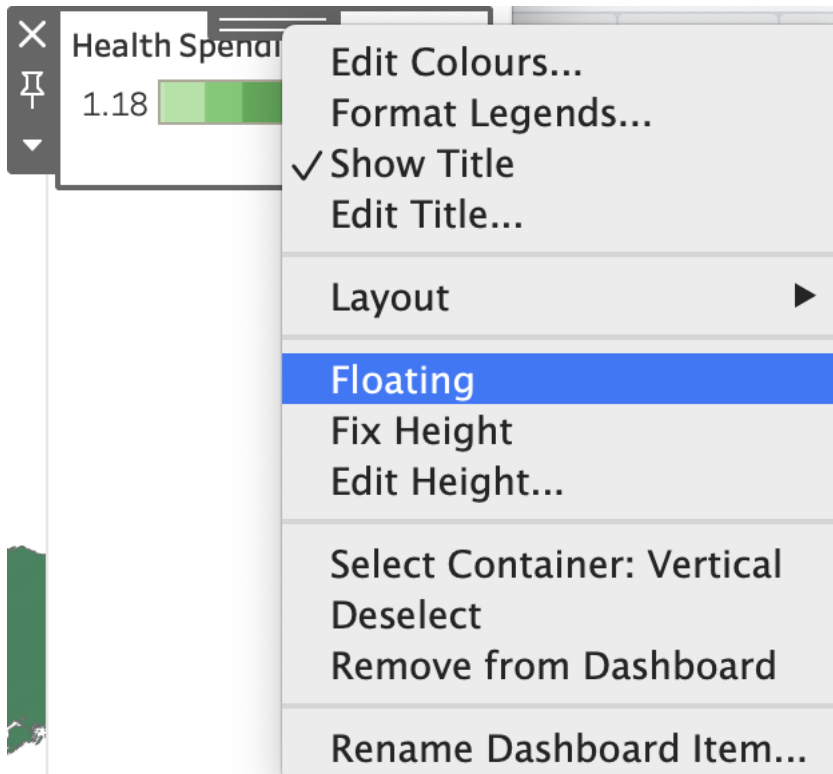 Health Spendi
1.18
Edit Colours...
Format Legends...
✓ Show Title
Edit Title...
Layout
Floating
Fix Height
Edit Height...
Select Container: Vertical
Deselect
Remove from Dashboard
Rename Dashboard Item...